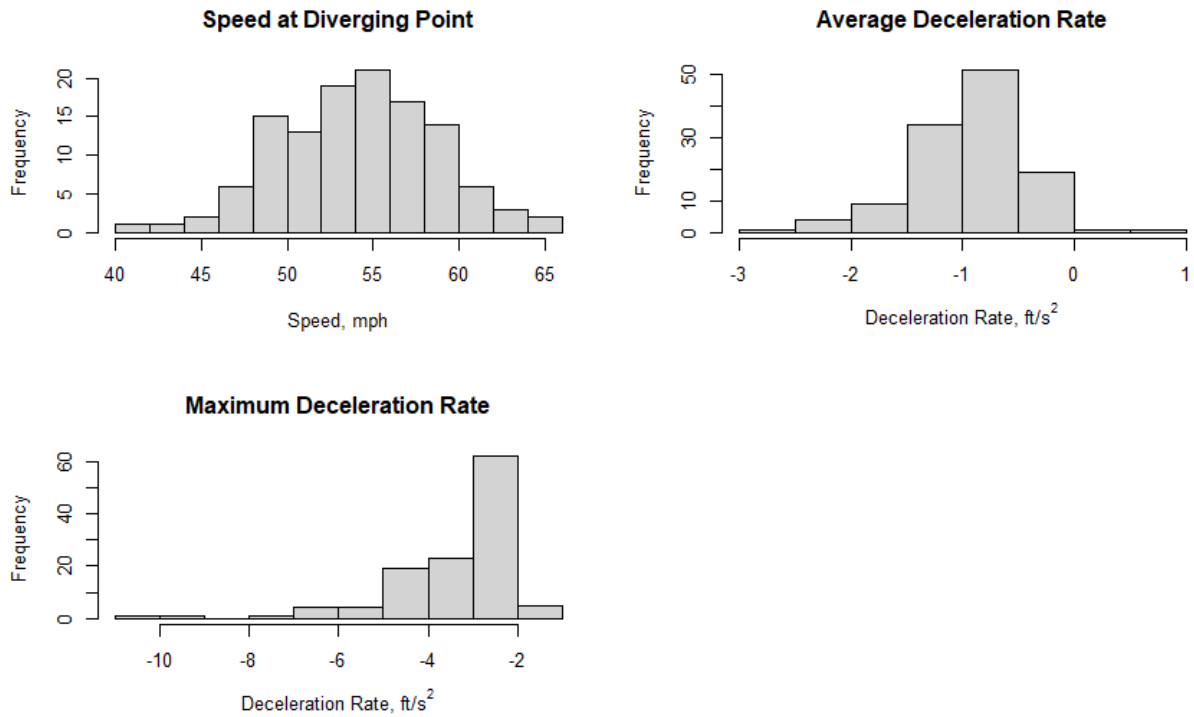 Speed at Diverging Point
Frequency
20
15
10
5
0
40 45 50 55 60 65
Speed, mph
Average Deceleration Rate
Frequency
50
30
10
0
-3 -2 -1 0 1
Deceleration Rate, ft/s²
Maximum Deceleration Rate
Frequency
60
40
20
0
-10 -8 -6 -4 -2
Deceleration Rate, ft/s²